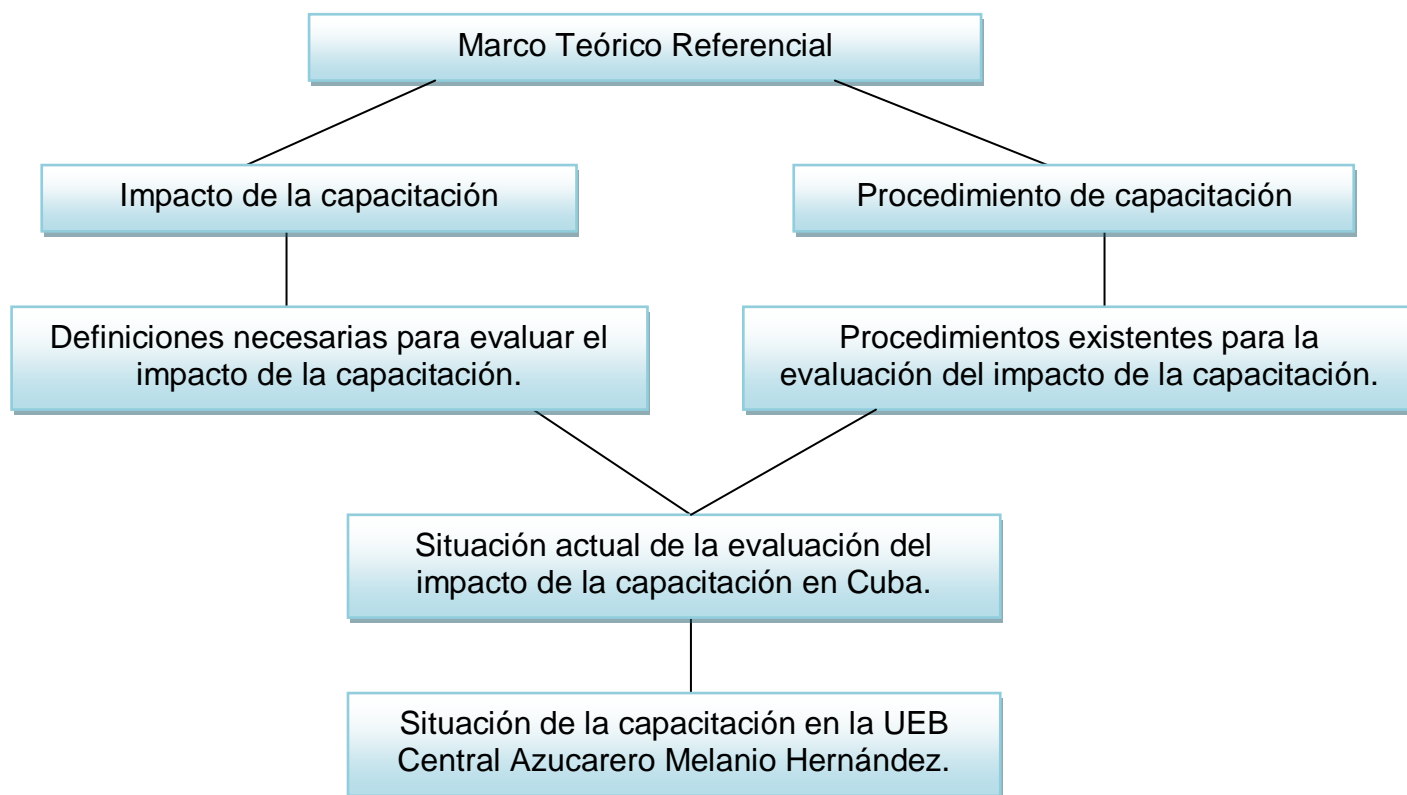 Marco Teórico Referencial
Impacto de la capacitación
Procedimiento de capacitación
Definiciones necesarias para evaluar el
impacto de la capacitación.
Procedimientos existentes para la
evaluación del impacto de la capacitación.
Situación actual de la evaluación del
impacto de la capacitación en Cuba.
Situación de la capacitación en la UEB
Central Azucarero Melanio Hernández.